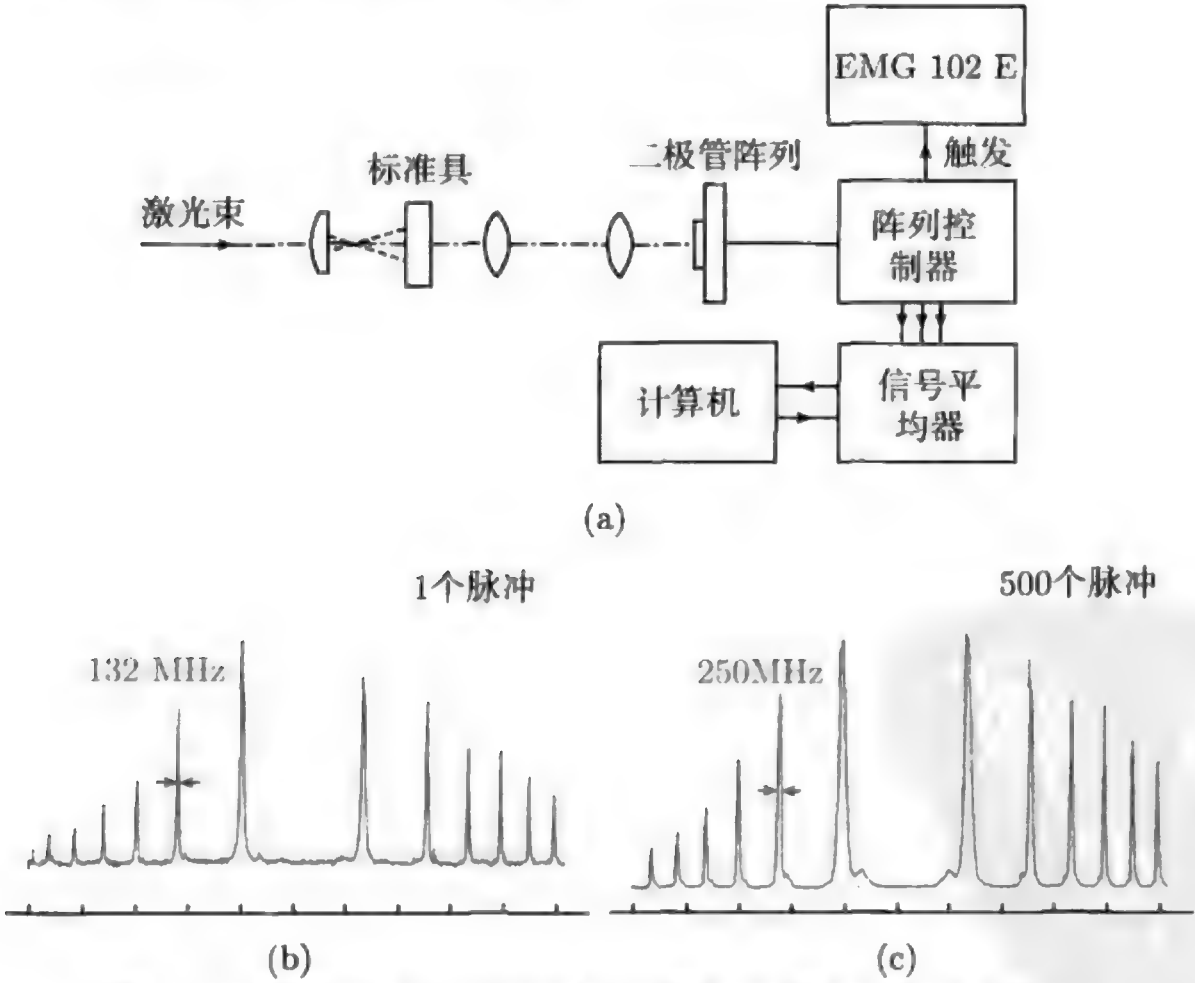 EMG 102 E
触发
标准具
二极管阵列
激光束
阵列控
制器
计算机
信号平
均器
(a)
1个脉冲
500个脉冲
132 MHz
250MHz
(b)
(c)